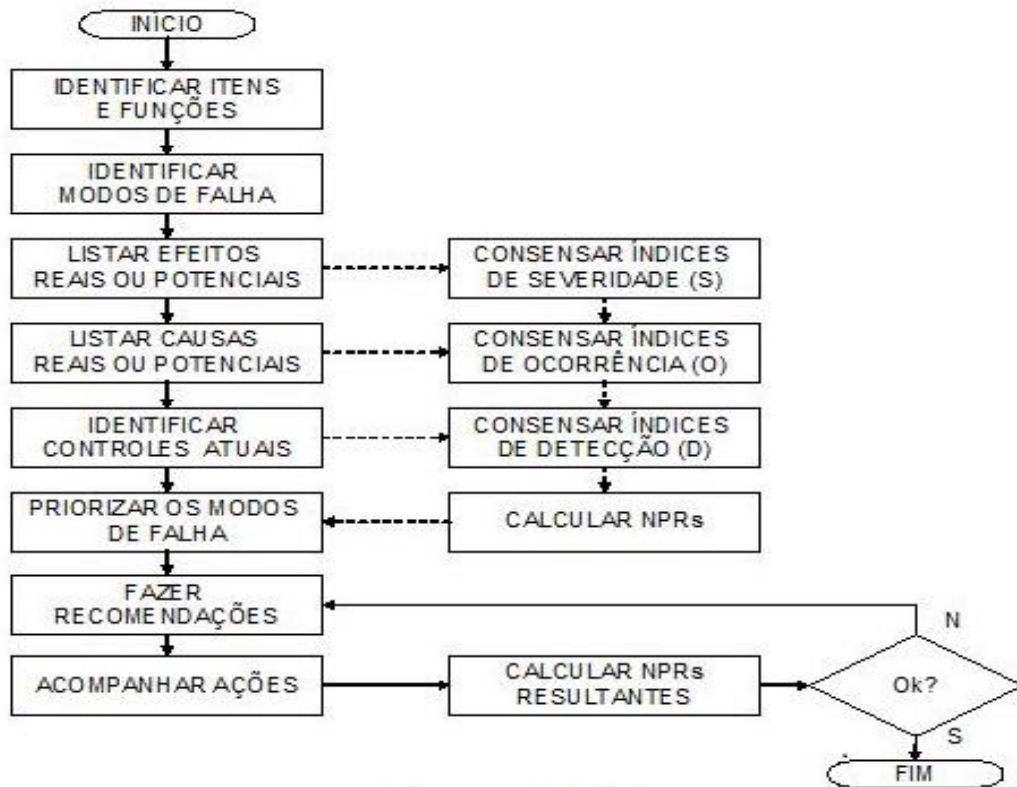 INÍCIO
IDENTIFICAR ITENS
E FUNÇÕES
IDENTIFICAR
MODOS DE FALHA
LISTAR EFEITOS
REAIS OU POTENCIAIS
CONSENSAR ÍNDICES
DE SEVERIDADE (S)
LISTAR CAUSAS
REAIS OU POTENCIAIS
CONSENSAR ÍNDICES
DE OCORRÊNCIA (O)
IDENTIFICAR
CONTROLES ATUAIS
CONSENSAR ÍNDICES
DE DETECÇÃO (D)
PRIORIZAR OS MODOS
DE FALHA
CALCULAR NPRs
FAZER
RECOMENDAÇÕES
N
ACOMPANHAR AÇÕES
CALCULAR NPRs
RESULTANTES
Ok?
S
FIM